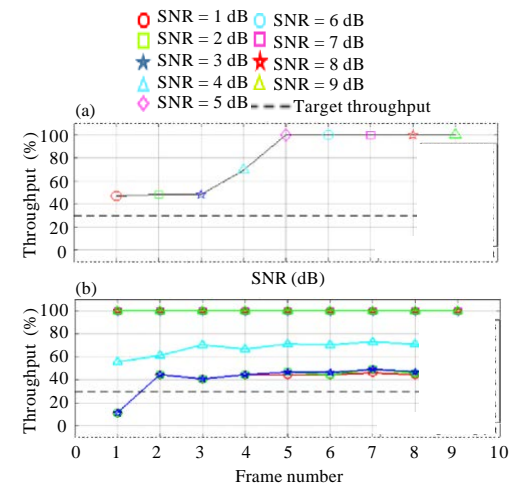 SNR = 1 dB
SNR = 2 dB
SNR = 3 dB
SNR = 4 dB
SNR = 5 dB
SNR = 6 dB
SNR = 7 dB
SNR = 8 dB
SNR = 9 dB
Target throughput
(a)
Throughput (%)
100
80
60
40
20
0
SNR (dB)
(b)
Throughput (%)
100
80
60
40
20
0
0 1 2 3 4 5 6 7 8 9 10
Frame number